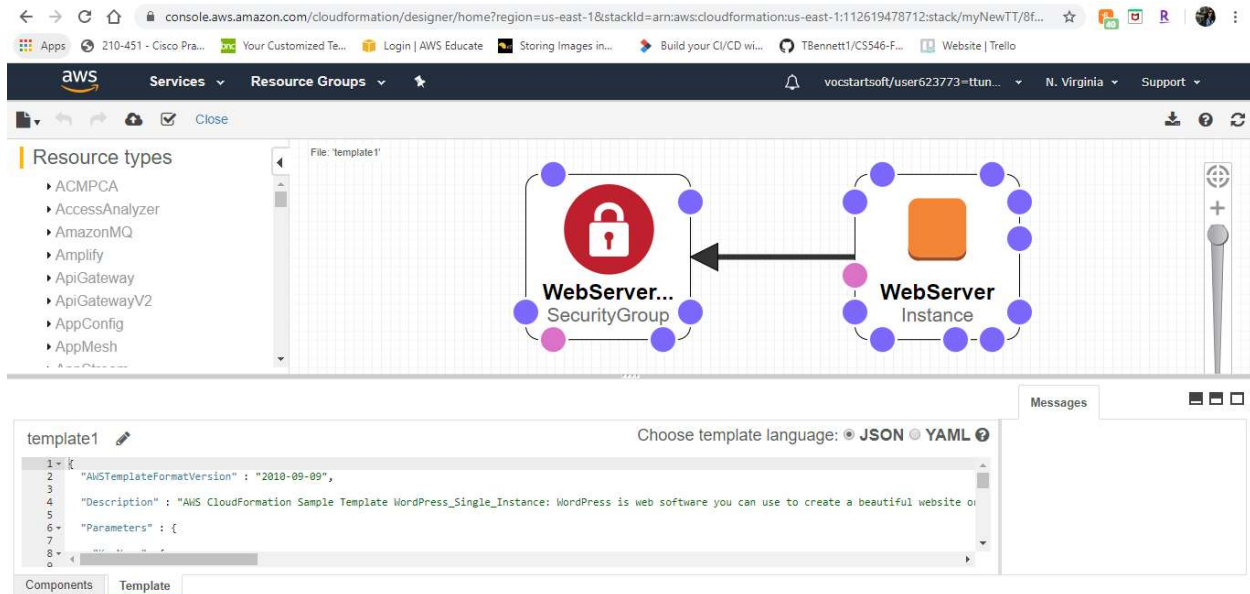 console.aws.amazon.com/cloudformation/designer/home?region=us-east-1&stackId=arn:aws:cloudformation:us-east-1:112619478712:stack/myNewTT/8f...
Apps 210-451 - Cisco Pra... Your Customized Te... Login | AWS Educate Storing Images in... Build your CI/CD wi... TBennett1/CS546-F... Website | Trello
aws Services Resource Groups vocstartsoft/user623773=ttun... N. Virginia Support
Close
Resource types
File: 'template1'
ACMPCA
AccessAnalyzer
AmazonMQ
Amplify
ApiGateway
ApiGatewayV2
AppConfig
AppMesh
WebServer...
SecurityGroup
WebServer
Instance
Messages
template1 Choose template language: JSON YAML
1 {
2 "AWSTemplateFormatVersion" : "2010-09-09",
3
4 "Description" : "AWS CloudFormation Sample Template WordPress_Single_Instance: WordPress is web software you can use to create a beautiful website o
5
6 "Parameters" : {
7
8
9
Components Template